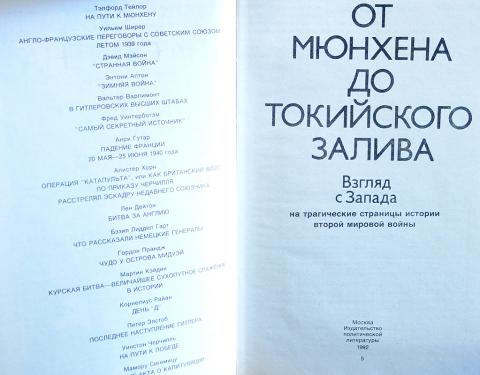 Тэлфорд Тейлор
НА ПУТИ К МЮНХЕНУ
Уильям Ширер
АНГЛО-ФРАНЦУЗСКИЕ ПЕРЕГОВОРЫ С СОВЕТСКИМ СОЮЗОМ
ЛЕТОМ 1939 года
Дэвид Мэйсон
"СТРАННАЯ ВОЙНА"
Энтони Аптон
"ЗИМНЯЯ ВОЙНА"
Вальтер Варлимонт
В ГИТЛЕРОВСКИХ ВЫСШИХ ШТАБАХ
Фред Уинтерботэм
"САМЫЙ СЕКРЕТНЫЙ ИСТОЧНИК"
Анри Гутар
ПАДЕНИЕ ФРАНЦИИ
20 МАЯ—25 ИЮНЯ 1940 года
Алистер Хорн
ОПЕРАЦИЯ "КАТАПУЛЬТА", или КАК БРИТАНСКИЙ ФЛОТ
ПО ПРИКАЗУ ЧЕРЧИЛЛЯ
РАССТРЕЛЯЛ ЭСКАДРУ НЕДАВНЕГО СОЮЗНИКА
Лен Дейтон
БИТВА ЗА АНГЛИЮ
Бэзил Лиддел Гарт
ЧТО РАССКАЗАЛИ НЕМЕЦКИЕ ГЕНЕРАЛЫ
Гордон Прандж
ЧУДО У ОСТРОВА МИДУЭЙ
Мартин Кэйдин
КУРСКАЯ БИТВА—ВЕЛИЧАЙШЕЕ СУХОПУТНОЕ СРАЖЕНИЕ
В ИСТОРИИ
Корнелиус Райан
ДЕНЬ "Д"
Питер Элстоб
ПОСЛЕДНЕЕ НАСТУПЛЕНИЕ ГИТЛЕРА
Уинстон Черчилль
НА ПУТИ К ПОБЕДЕ
Мамору Сигемицу
АКТА О КАПИТУЛЯЦИИ
ОТ
МЮНХЕНА
ДО
ТОКИЙСКОГО
ЗАЛИВА
Взгляд
с Запада
на трагические страницы истории
второй мировой войны
Москва
Издательство
политической
литературы
1992